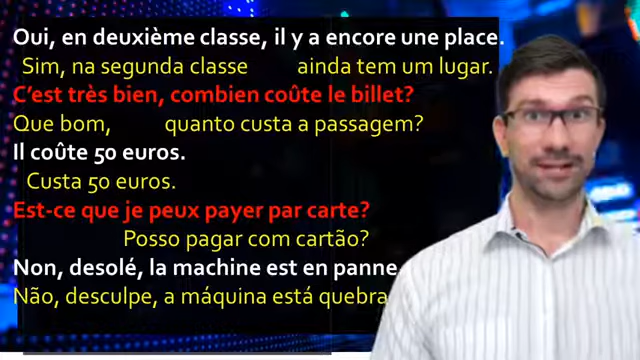 Oui, en deuxième classe, il y a encore une place.
Sim, na segunda classe ainda tem um lugar.
C'est très bien, combien coûte le billet?
Que bom, quanto custa a passagem?
Il coûte 50 euros.
Custa 50 euros.
Est-ce que je peux payer par carte?
Posso pagar com cartão?
Non, desolé, la machine est en panne.
Não, desculpe, a máquina está quebra